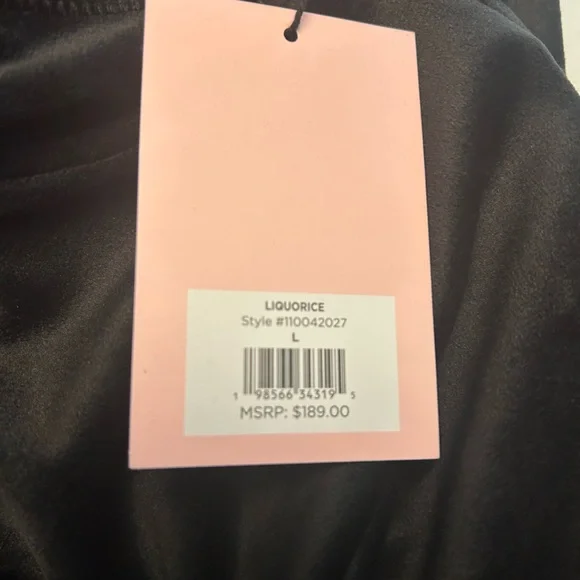 LIQUORICE
Style #110042027
L
1 98566 34319 5
MSRP: $189.00